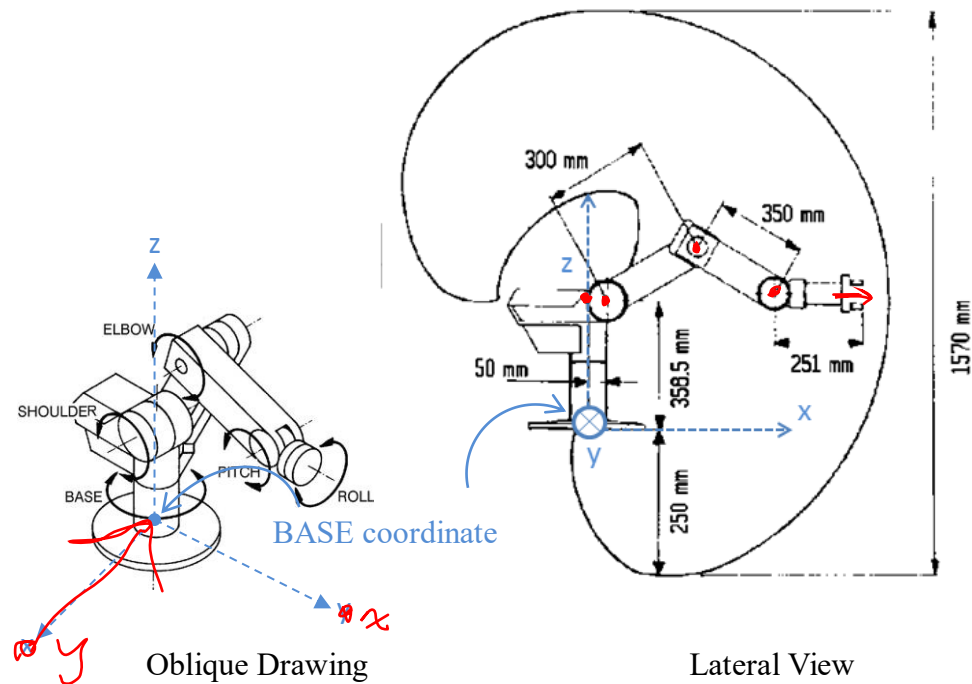 z
ELBOW
SHOULDER
BASE
PITCH
ROLL
BASE coordinate
x
y
Oblique Drawing
300 mm
350 mm
z
251 mm
50 mm
358.5 mm
x
y
250 mm
1570 mm
Lateral View